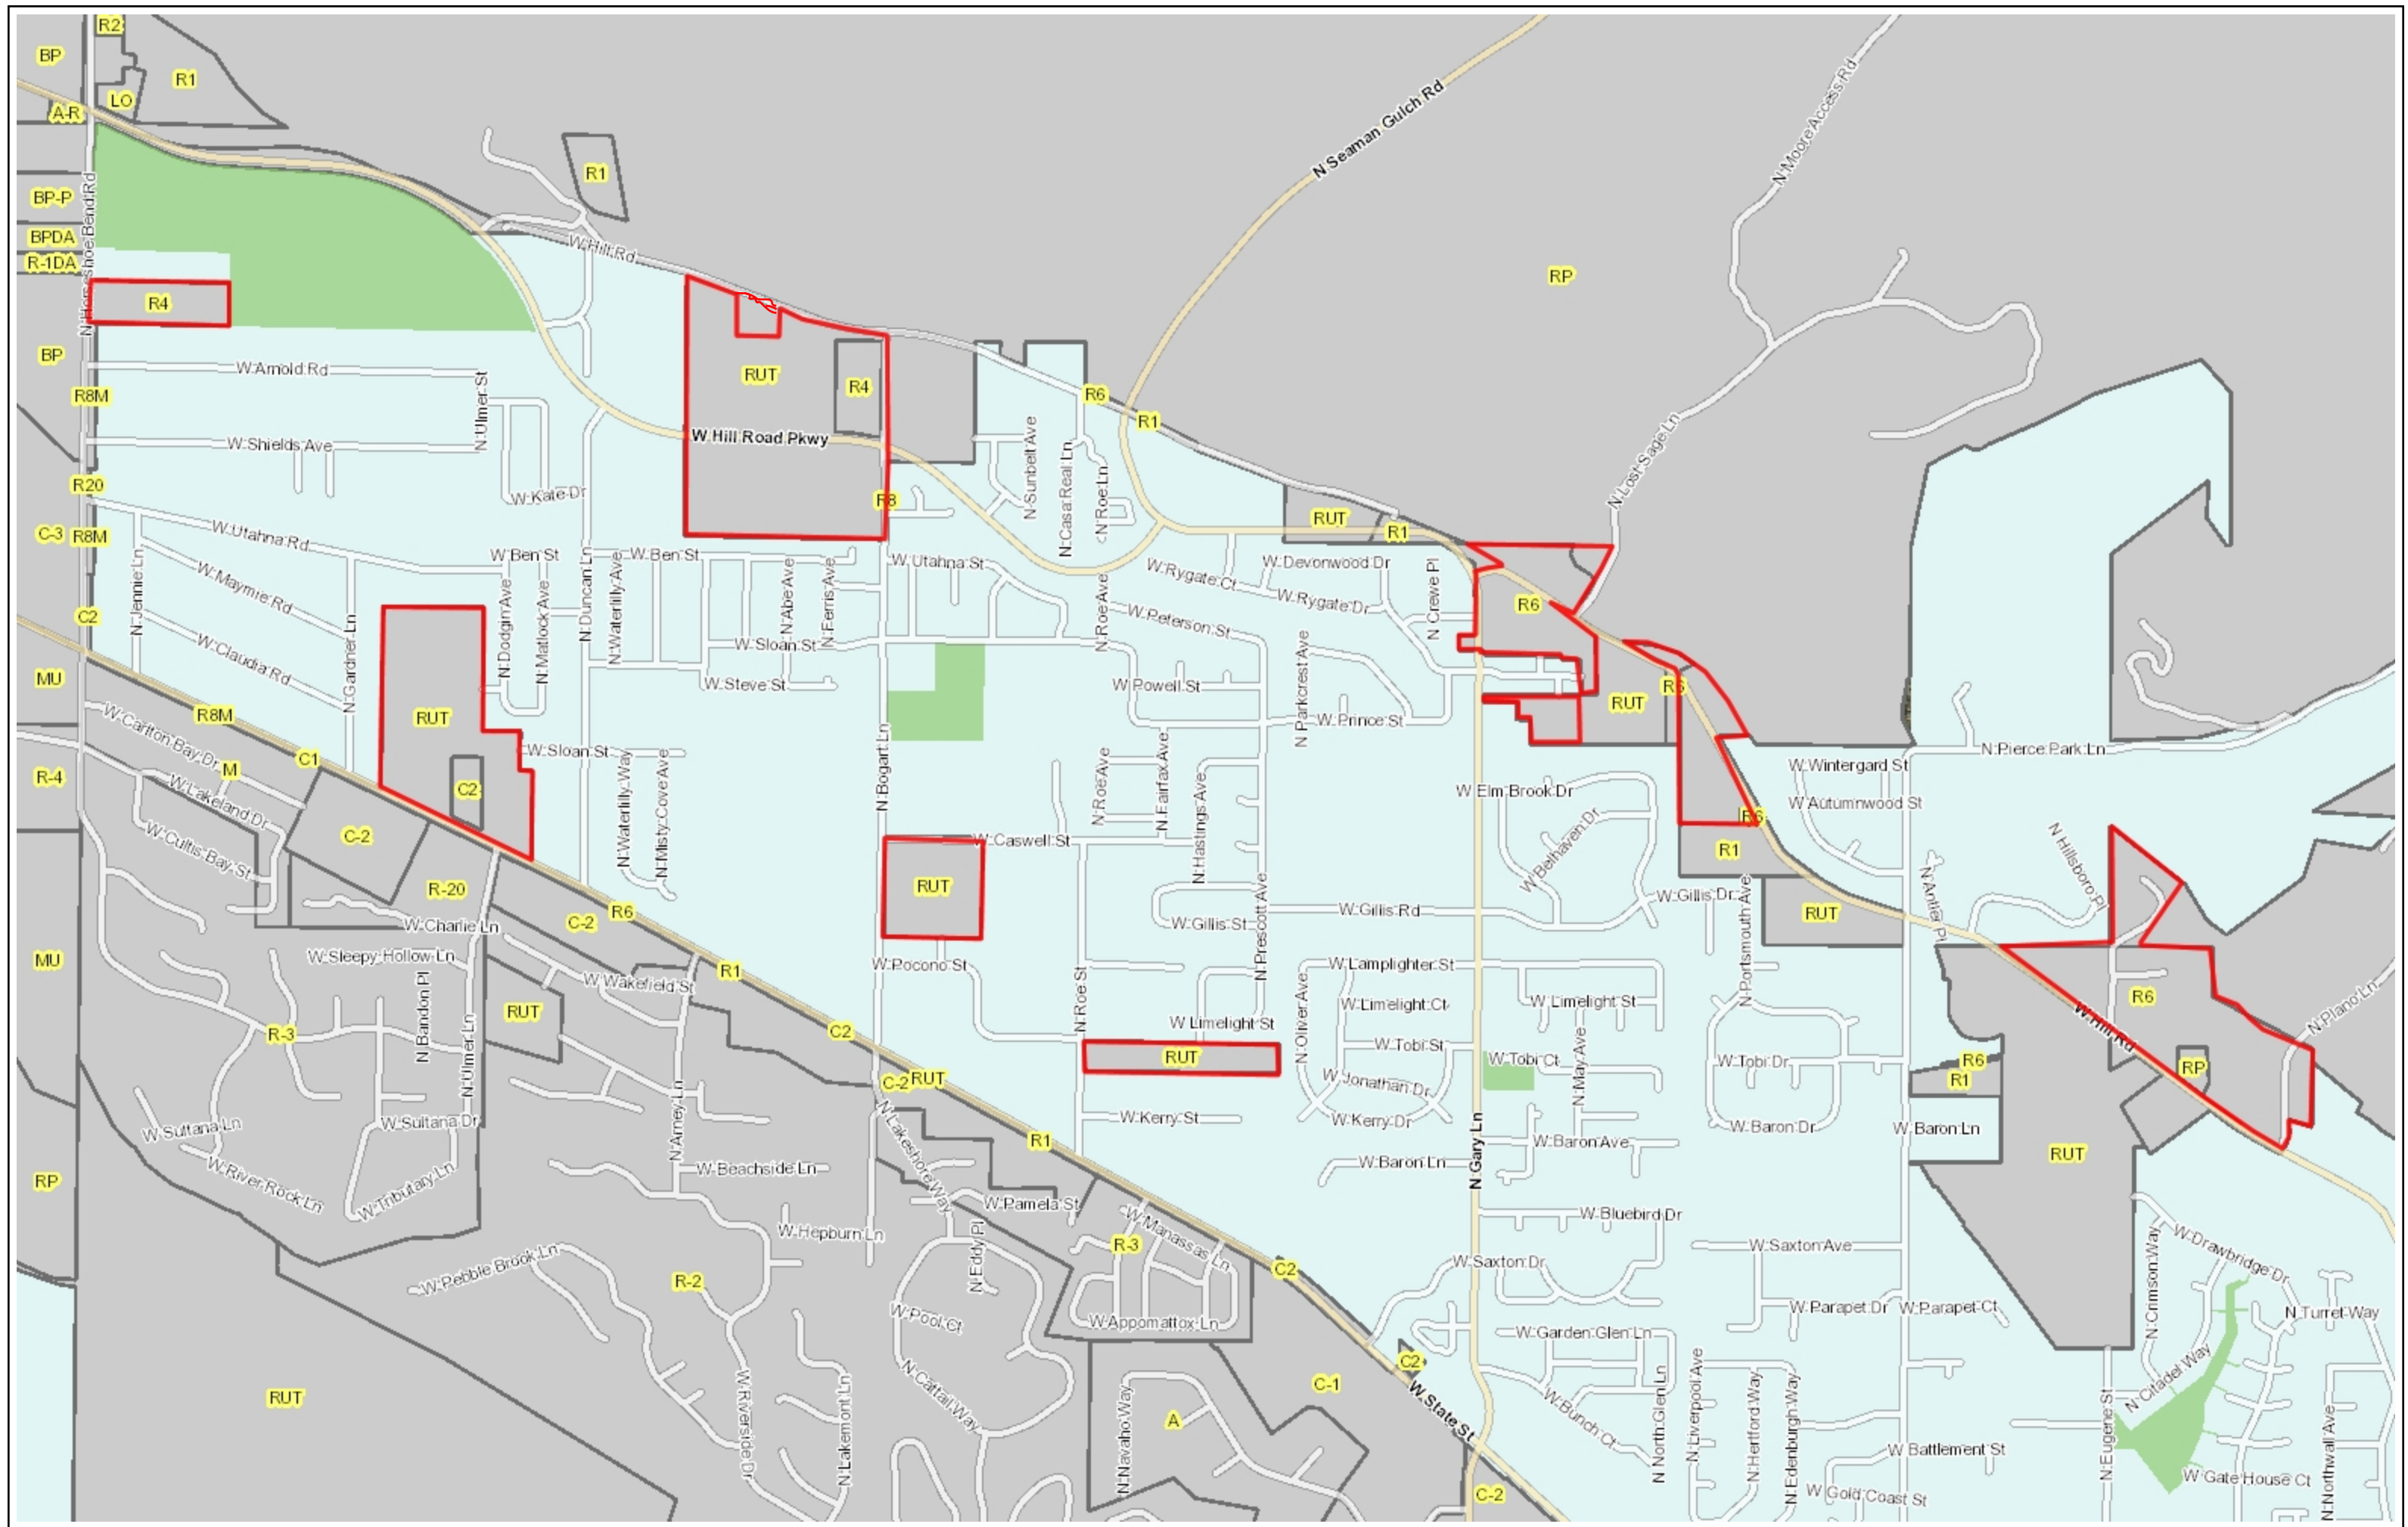 R2
BP
R1
LO
A-R
N Seaman Gulch Rd
N Moore Access Rd
R1
BP-P
N Horseshoe Bend Rd
BPDA
W Hill Rd
R-1DA
RP
R4
BP
W Arnold Rd
RUT
R4
R8M
N Ulmer St
R6
R1
W Shields Ave
W Hill Road Pkwy
N Sunbelt Ave
N Casa Real Ln
N Roe Ln
N Lost Sage Ln
R20
W Kate Dr
R8
RUT
R1
C-3
R8M
W Utahna Rd
W Ben St
N Duncan Ln
W Ben St
W Utahna St
W Rygate Ct
W Devonwood Dr
N Jennie Ln
W Maymie Rd
N Dodgin Ave
N Matlock Ave
N Waterlilly Ave
N Abe Ave
N Ferris Ave
N Roe Ave
W Rygate Dr
N Crewe Pl
R6
C2
W Claudia Rd
N Gardner Ln
W Sloan St
W Peterson St
N Parkcrest Ave
MU
W Steve St
W Powell St
R6
RUT
R8M
W Carlton Bay Dr
RUT
W Prince St
C1
M
W Sloan St
N Bogart Ln
N Pierce Park Ln
R-4
W Lakeland Dr
C2
N Waterlilly Way
N Misty Cove Ave
N Roe Ave
N Fairfax Ave
N Hastings Ave
W Elm Brook Dr
W Wintergard St
W Autumnwood St
R6
C-2
W Cultis Bay St
W Caswell St
W Belhaven Dr
R1
N Hillsboro Pl
R-20
RUT
N Prescott Ave
W Gillis Rd
W Gillis Dr
N Portsmouth Ave
RUT
N Antler Pl
W Charlie Ln
C-2
R6
W Gillis St
MU
W Sleepy Hollow Ln
W Wakefield St
R1
W Pocono St
W Lamplighter St
N Bandon Pl
N Ulmer Ln
RUT
N Roe St
N Oliver Ave
W Limelight Ct
W Limelight St
R6
N Plano Ln
R-3
C2
W Limelight St
W Hill Rd
RUT
W Tobi St
W Tobi Ct
N May Ave
W Tobi Dr
R6
R1
RP
C-2
RUT
W Jonathan Dr
W Sultana Ln
W Sultana Dr
N Arney Ln
N Lakeshore Way
W Kerry St
W Kerry Dr
N Gary Ln
W Baron Dr
W Baron Ln
R1
W Baron Ave
RUT
RP
W River Rock Ln
W Tributary Ln
W Beachside Ln
W Baron Ln
W Pamela St
W Manassas Ln
W Bluebird Dr
W Hepburn Ln
N Eddy Pl
R-3
W Saxton Ave
W Drawbridge Dr
W Pebble Brook Ln
R-2
C2
W Saxton Dr
N Crimson Way
W Pool Ct
W Appomattox Ln
W Parapet Dr
W Parapet Ct
N Turret Way
W Garden Glen Ln
RUT
W Riverside Dr
N Lakemont Ln
N Cattail Way
N Navaho Way
A
C-1
C2
W State St
W Bunch Ct
N North Glen Ln
N Liverpool Ave
N Hertford Way
N Edenburgh Way
N Citadel Way
N Eugene St
W Battlement St
W Gate House Ct
N Northwall Ave
C-2
W Gold Coast St